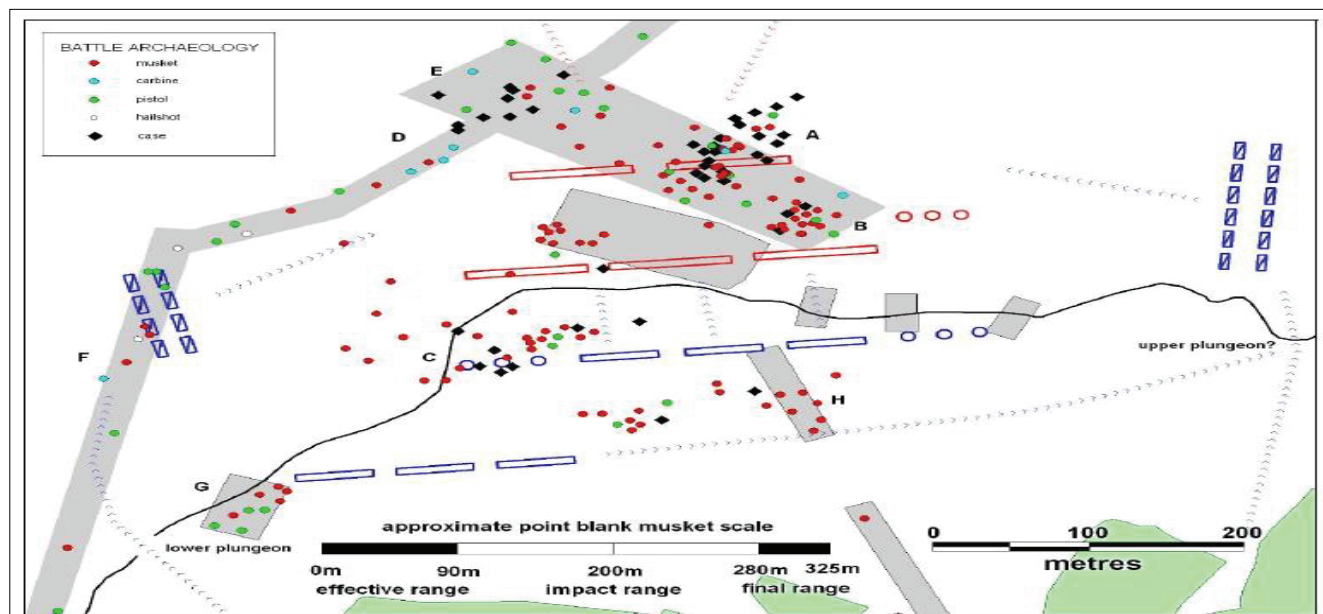 BATTLE ARCHAEOLOGY
musket
carbine
pistol
hailshot
case
E
D
A
B
F
C
upper plungeon?
H
G
lower plungeon
approximate point blank musket scale
0m 90m 200m 280m 325m
effective range impact range final range
0 100 200
metres